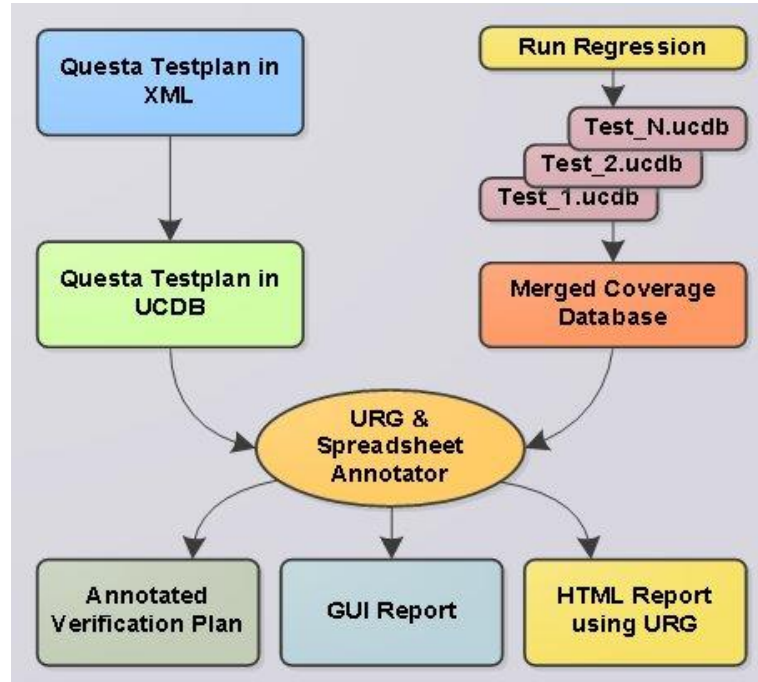 Questa Testplan in
XML
Run Regression
Test_N.ucdb
Test_2.ucdb
Test_1.ucdb
Questa Testplan in
UCDB
Merged Coverage
Database
URG &
Spreadsheet
Annotator
Annotated
Verification Plan
GUI Report
HTML Report
using URG